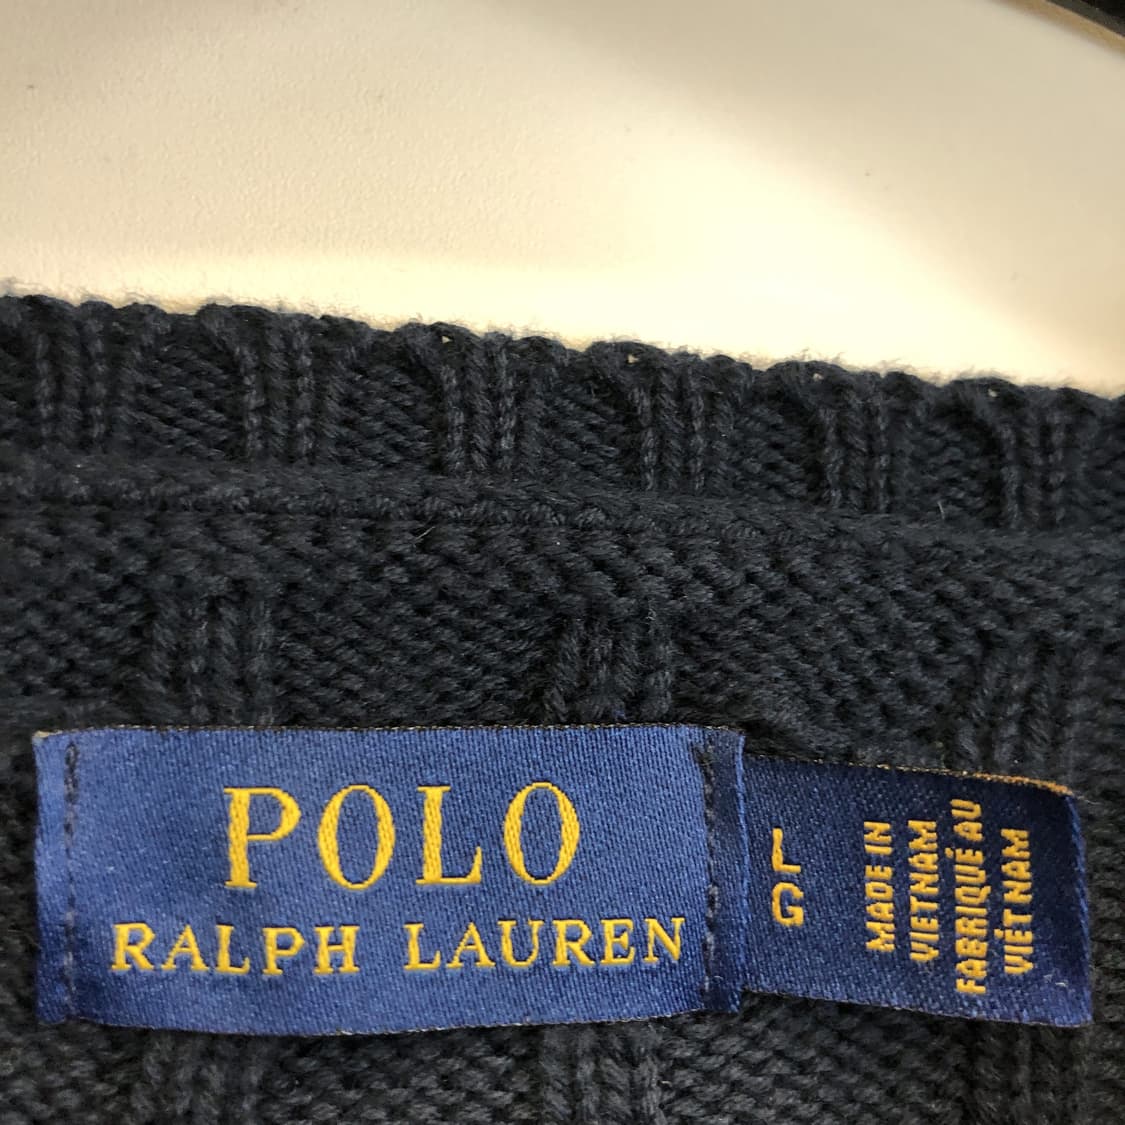 POLO
RALPH LAUREN
L
G
MADE IN
VIETNAM
FABRIQUÉ AU
VIÊT NAM